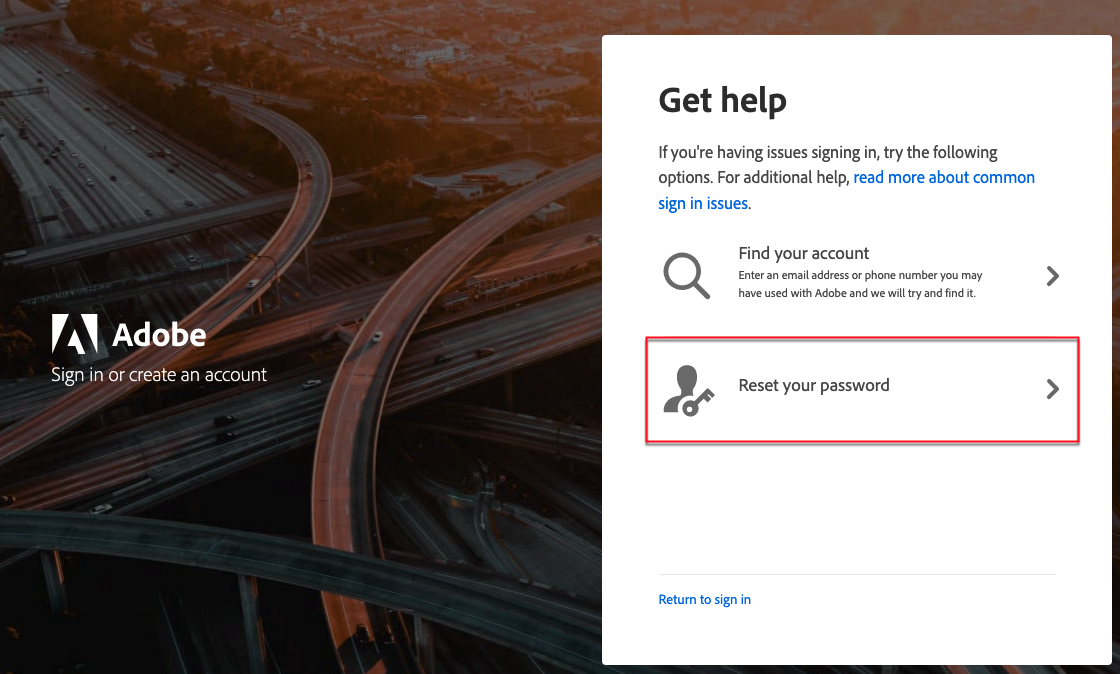 Adobe
Sign in or create an account
Get help
If you're having issues signing in, try the following
options. For additional help, read more about common
sign in issues.
Find your account
Enter an email address or phone number you may
have used with Adobe and we will try and find it.
Reset your password
Return to sign in